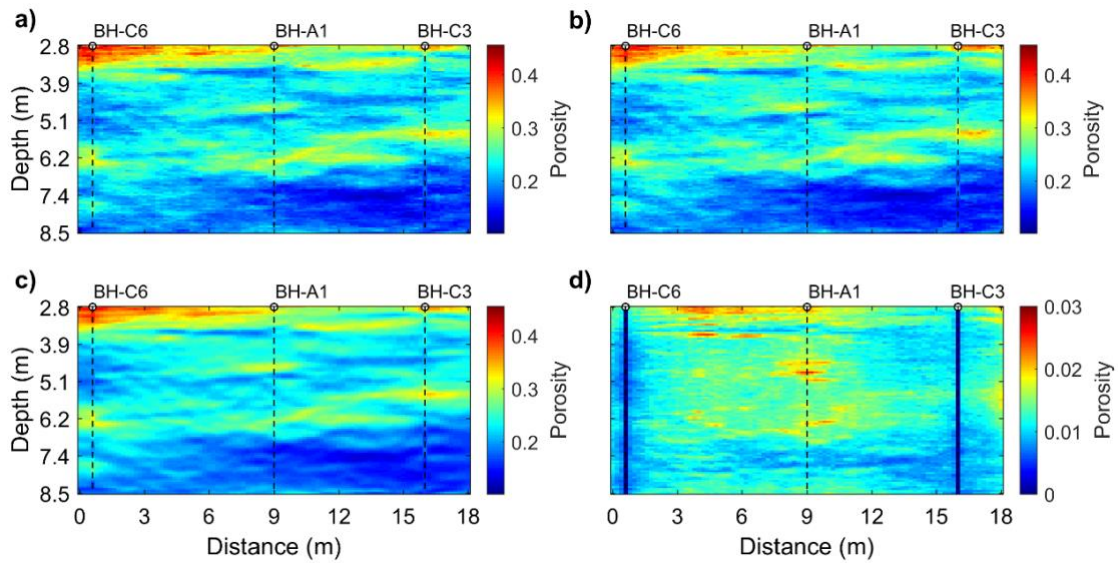 a)
BH-C6 BH-A1 BH-C3
2.8
3.9
5.1
6.2
7.4
8.5
Depth (m)
0.4
0.3
0.2
Porosity
b)
BH-C6 BH-A1 BH-C3
0.4
0.3
0.2
Porosity
c)
BH-C6 BH-A1 BH-C3
2.8
3.9
5.1
6.2
7.4
8.5
Depth (m)
0 3 6 9 12 15 18
Distance (m)
0.4
0.3
0.2
Porosity
d)
BH-C6 BH-A1 BH-C3
0 3 6 9 12 15 18
Distance (m)
0.03
0.02
0.01
0
Porosity